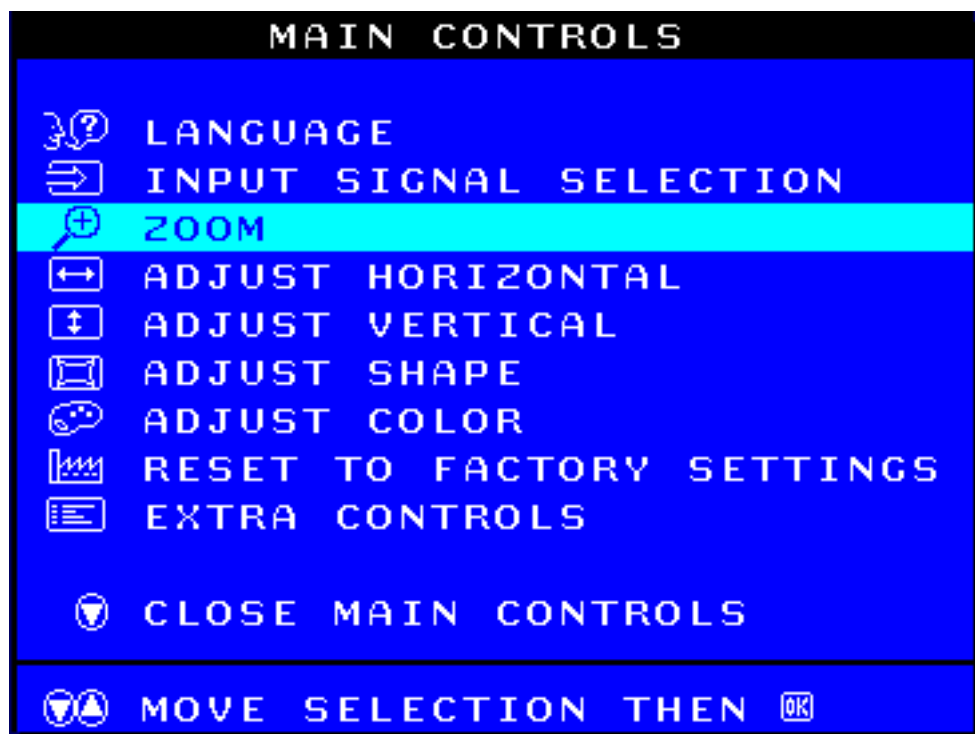 MAIN CONTROLS
LANGUAGE
INPUT SIGNAL SELECTION
ZOOM
ADJUST HORIZONTAL
ADJUST VERTICAL
ADJUST SHAPE
ADJUST COLOR
RESET TO FACTORY SETTINGS
EXTRA CONTROLS
CLOSE MAIN CONTROLS
MOVE SELECTION THEN OK